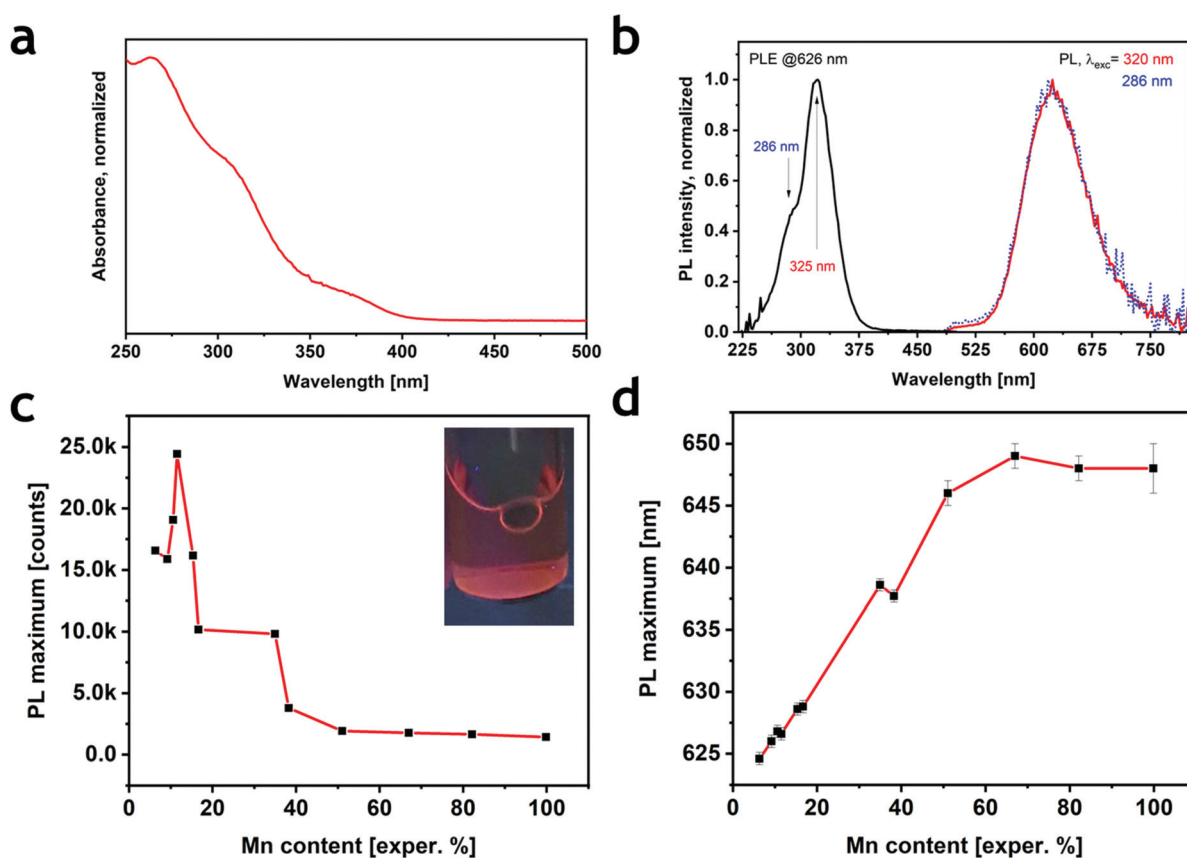 a
Absorbance, normalized
250 300 350 400 450 500
Wavelength [nm]
b
PLE @626 nm
PL, λexc= 320 nm
286 nm
286 nm
325 nm
PL intensity, normalized
1.0
0.8
0.6
0.4
0.2
0.0
225 300 375 450 525 600 675 750
Wavelength [nm]
c
PL maximum [counts]
25.0k
20.0k
15.0k
10.0k
5.0k
0.0
0 20 40 60 80 100
Mn content [exper. %]
d
PL maximum [nm]
650
645
640
635
630
625
0 20 40 60 80 100
Mn content [exper. %]